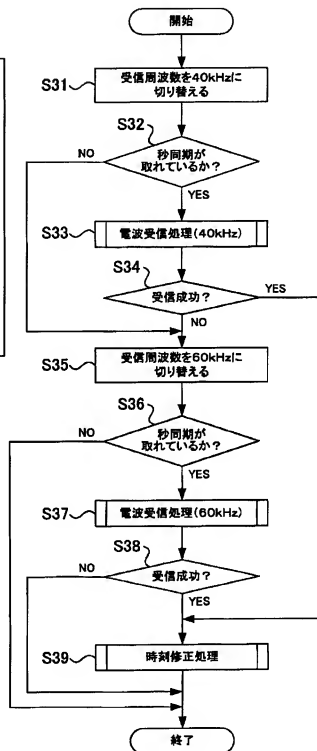 開始
S31
受信周波数を40kHzに
切り替える
S32
秒同期が
取れているか?
NO
YES
S33
電波受信処理(40kHz)
S34
受信成功?
YES
NO
S35
受信周波数を60kHzに
切り替える
S36
秒同期が
取れているか?
NO
YES
S37
電波受信処理(60kHz)
S38
受信成功?
NO
YES
S39
時刻修正処理
終了